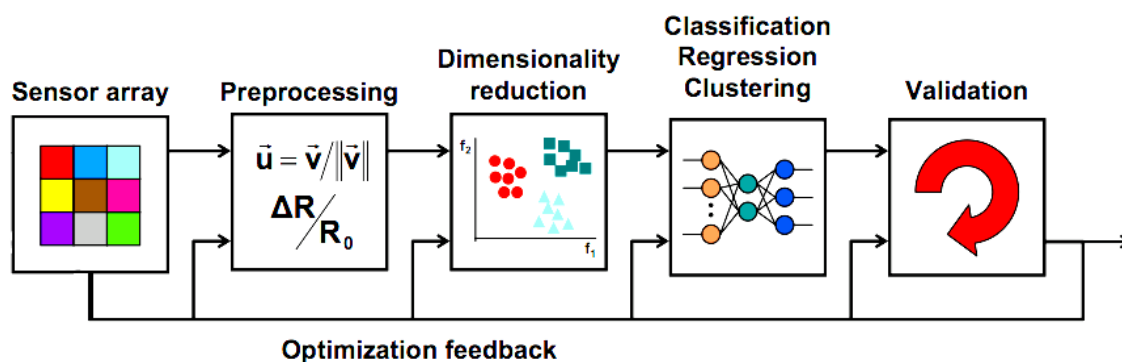 Sensor array
Preprocessing
Dimensionality
reduction
Classification
Regression
Clustering
Validation
u⃗ = v⃗/‖v⃗‖
ΔR/R₀
f₂
f₁
Optimization feedback